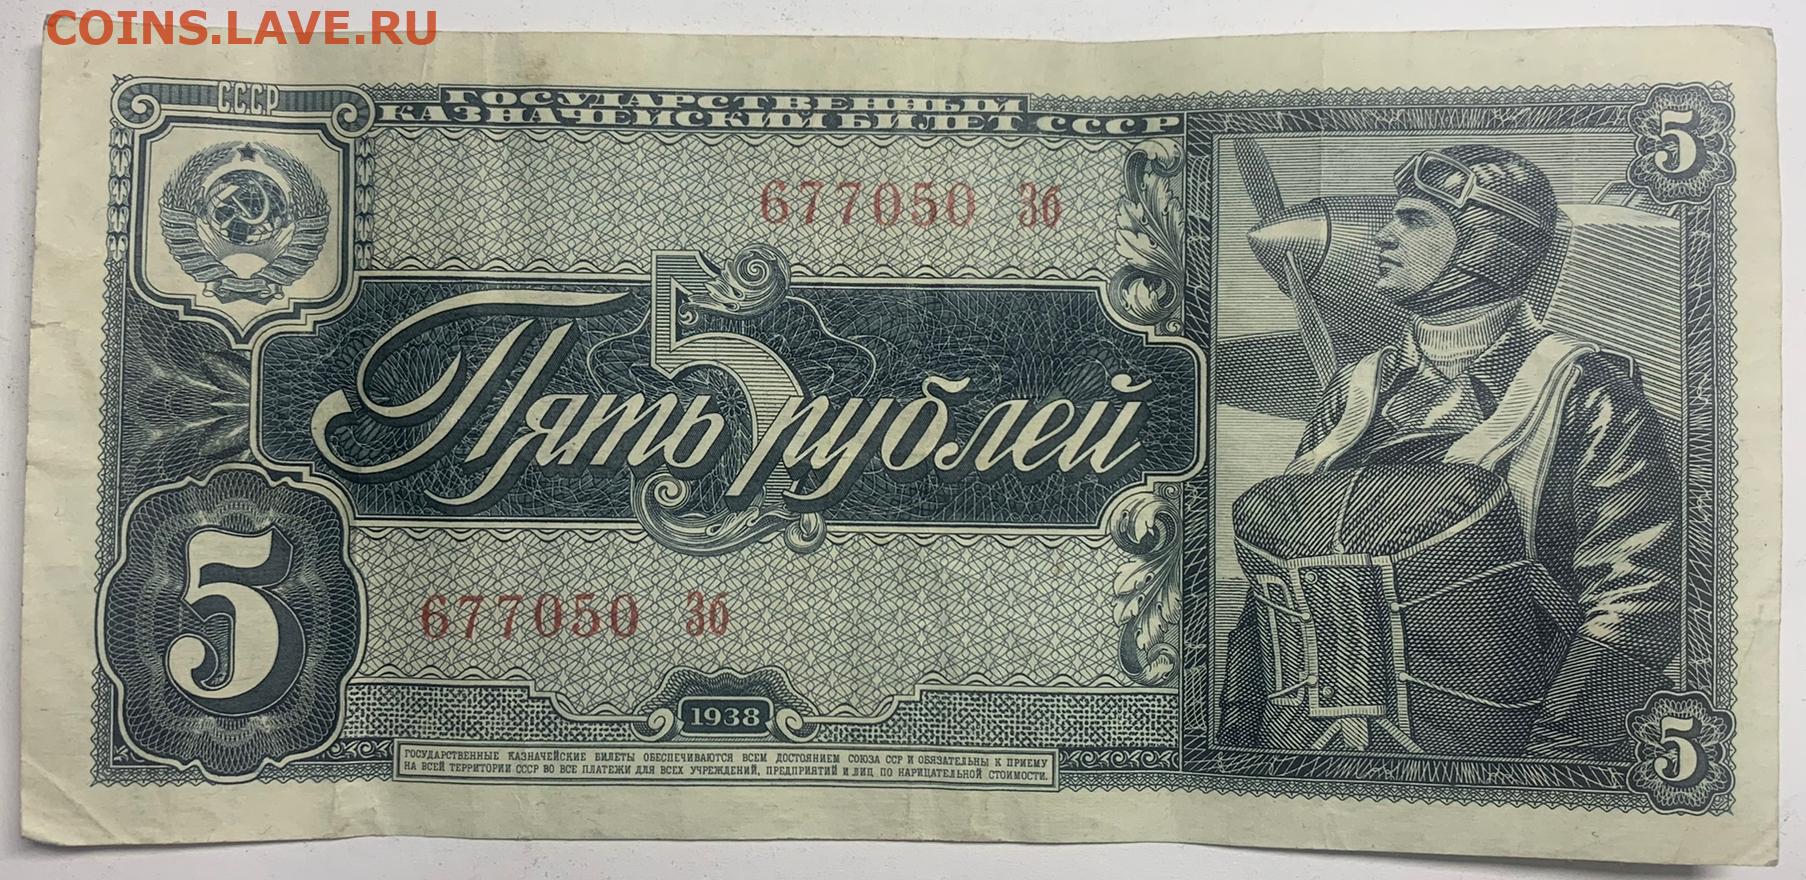 COINS.LAVE.RU
СССР
ГОСУДАРСТВЕННЫЙ
КАЗНАЧЕЙСКИЙ БИЛЕТ СССР
5
677050 Зб
5
Пять рублей
5
677050 Зб
1938
5
ГОСУДАРСТВЕННЫЕ КАЗНАЧЕЙСКИЕ БИЛЕТЫ ОБЕСПЕЧИВАЮТСЯ ВСЕМ ДОСТОЯНИЕМ СОЮЗА ССР И ОБЯЗАТЕЛЬНЫ К ПРИЕМУ
НА ВСЕЙ ТЕРРИТОРИИ СССР ВО ВСЕ ПЛАТЕЖИ ДЛЯ ВСЕХ УЧРЕЖДЕНИЙ, ПРЕДПРИЯТИЙ И ЛИЦ ПО НАРИЦАТЕЛЬНОЙ СТОИМОСТИ.